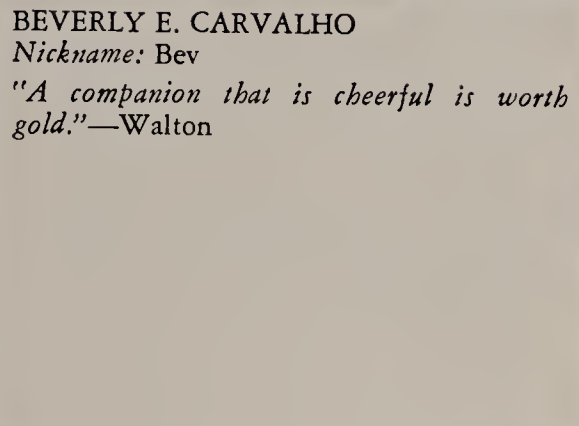 BEVERLY E. CARVALHO
Nickname: Bev
"A companion that is cheerful is worth
gold."—Walton